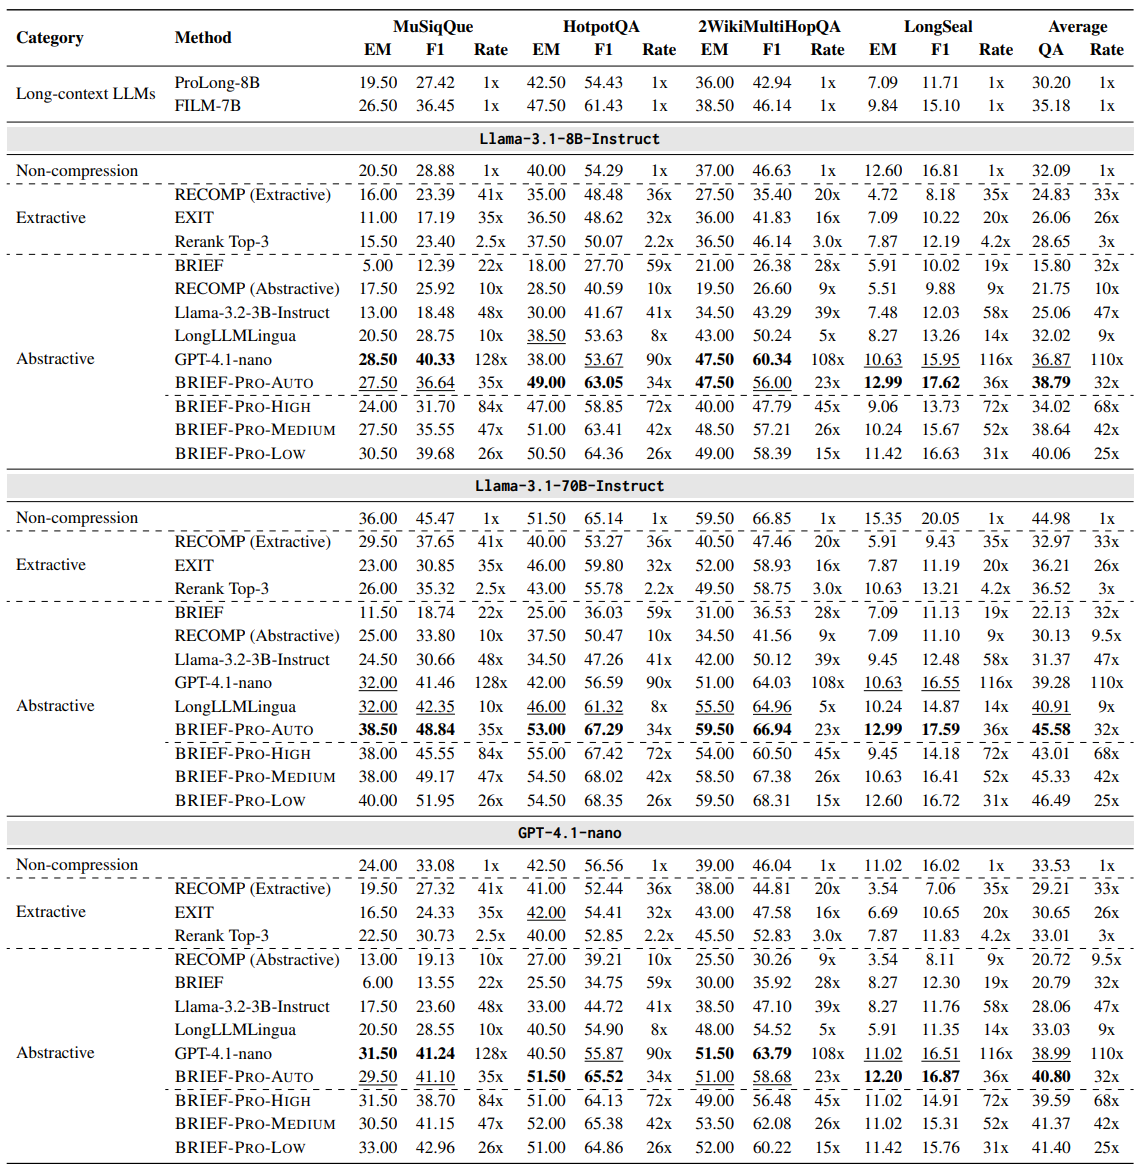 Category Method MuSiqQue HotpotQA 2WikiMultiHopQA LongSeal Average
EM F1 Rate EM F1 Rate EM F1 Rate EM F1 Rate QA Rate
Long-context LLMs
ProLong-8B 19.50 27.42 1x 42.50 54.43 1x 36.00 42.94 1x 7.09 11.71 1x 30.20 1x
FILM-7B 26.50 36.45 1x 47.50 61.43 1x 38.50 46.14 1x 9.84 15.10 1x 35.18 1x
Llama-3.1-8B-Instruct
Non-compression 20.50 28.88 1x 40.00 54.29 1x 37.00 46.63 1x 12.60 16.81 1x 32.09 1x
RECOMP (Extractive) 16.00 23.39 41x 35.00 48.48 36x 27.50 35.40 20x 4.72 8.18 35x 24.83 33x
Extractive EXIT 11.00 17.19 35x 36.50 48.62 32x 36.00 41.83 16x 7.09 10.22 20x 26.06 26x
Rerank Top-3 15.50 23.40 2.5x 37.50 50.07 2.2x 36.50 46.14 3.0x 7.87 12.19 4.2x 28.65 3x
BRIEF 5.00 12.39 22x 18.00 27.70 59x 21.00 26.38 28x 5.91 10.02 19x 15.80 32x
RECOMP (Abstractive) 17.50 25.92 10x 28.50 40.59 10x 19.50 26.60 9x 5.51 9.88 9x 21.75 10x
Llama-3.2-3B-Instruct 13.00 18.48 48x 30.00 41.67 41x 34.50 43.29 39x 7.48 12.03 58x 25.06 47x
LongLLMLingua 20.50 28.75 10x 38.50 53.63 8x 43.00 50.24 5x 8.27 13.26 14x 32.02 9x
Abstractive GPT-4.1-nano 28.50 40.33 128x 38.00 53.67 90x 47.50 60.34 108x 10.63 15.95 116x 36.87 110x
BRIEF-PRO-AUTO 27.50 36.64 35x 49.00 63.05 34x 47.50 56.00 23x 12.99 17.62 36x 38.79 32x
BRIEF-PRO-HIGH 24.00 31.70 84x 47.00 58.85 72x 40.00 47.79 45x 9.06 13.73 72x 34.02 68x
BRIEF-PRO-MEDIUM 27.50 35.55 47x 51.00 63.41 42x 48.50 57.21 26x 10.24 15.67 52x 38.64 42x
BRIEF-PRO-LOW 30.50 39.68 26x 50.50 64.36 26x 49.00 58.39 15x 11.42 16.63 31x 40.06 25x
Llama-3.1-70B-Instruct
Non-compression 36.00 45.47 1x 51.50 65.14 1x 59.50 66.85 1x 15.35 20.05 1x 44.98 1x
RECOMP (Extractive) 29.50 37.65 41x 40.00 53.27 36x 40.50 47.46 20x 5.91 9.43 35x 32.97 33x
Extractive EXIT 23.00 30.85 35x 46.00 59.80 32x 52.00 58.93 16x 7.87 11.19 20x 36.21 26x
Rerank Top-3 26.00 35.32 2.5x 43.00 55.78 2.2x 49.50 58.75 3.0x 10.63 13.21 4.2x 36.52 3x
BRIEF 11.50 18.74 22x 25.00 36.03 59x 31.00 36.53 28x 7.09 11.13 19x 22.13 32x
RECOMP (Abstractive) 25.00 33.80 10x 37.50 50.47 10x 34.50 41.56 9x 7.09 11.10 9x 30.13 9.5x
Llama-3.2-3B-Instruct 24.50 30.66 48x 34.50 47.26 41x 42.00 50.12 39x 9.45 12.48 58x 31.37 47x
GPT-4.1-nano 32.00 41.46 128x 42.00 56.59 90x 51.00 64.03 108x 10.63 16.55 116x 39.28 110x
Abstractive LongLLMLingua 32.00 42.35 10x 46.00 61.32 8x 55.50 64.96 5x 10.24 14.87 14x 40.91 9x
BRIEF-PRO-AUTO 38.50 48.84 35x 53.00 67.29 34x 59.50 66.94 23x 12.99 17.59 36x 45.58 32x
BRIEF-PRO-HIGH 38.00 45.55 84x 55.00 67.42 72x 54.00 60.50 45x 9.45 14.18 72x 43.01 68x
BRIEF-PRO-MEDIUM 38.00 49.17 47x 54.50 68.02 42x 58.50 67.38 26x 10.63 16.41 52x 45.33 42x
BRIEF-PRO-LOW 40.00 51.95 26x 54.50 68.35 26x 59.50 68.31 15x 12.60 16.72 31x 46.49 25x
GPT-4.1-nano
Non-compression 24.00 33.08 1x 42.50 56.56 1x 39.00 46.04 1x 11.02 16.02 1x 33.53 1x
RECOMP (Extractive) 19.50 27.32 41x 41.00 52.44 36x 38.00 44.81 20x 3.54 7.06 35x 29.21 33x
Extractive EXIT 16.50 24.33 35x 42.00 54.41 32x 43.00 47.58 16x 6.69 10.65 20x 30.65 26x
Rerank Top-3 22.50 30.73 2.5x 40.00 52.85 2.2x 45.50 52.83 3.0x 7.87 11.83 4.2x 33.01 3x
RECOMP (Abstractive) 13.00 19.13 10x 27.00 39.21 10x 25.50 30.26 9x 3.54 8.11 9x 20.72 9.5x
BRIEF 6.00 13.55 22x 25.50 34.75 59x 30.00 35.92 28x 8.27 12.30 19x 20.79 32x
Llama-3.2-3B-Instruct 17.50 23.60 48x 33.00 44.72 41x 38.50 47.10 39x 8.27 11.76 58x 28.06 47x
LongLLMLingua 20.50 28.55 10x 40.50 54.90 8x 48.00 54.52 5x 5.91 11.35 14x 33.03 9x
Abstractive GPT-4.1-nano 31.50 41.24 128x 40.50 55.87 90x 51.50 63.79 108x 11.02 16.51 116x 38.99 110x
BRIEF-PRO-AUTO 29.50 41.10 35x 51.50 65.52 34x 51.00 58.68 23x 12.20 16.87 36x 40.80 32x
BRIEF-PRO-HIGH 31.50 38.70 84x 51.00 64.13 72x 49.00 56.48 45x 11.02 14.91 72x 39.59 68x
BRIEF-PRO-MEDIUM 30.50 41.15 47x 52.00 65.38 42x 53.50 62.08 26x 11.02 15.31 52x 41.37 42x
BRIEF-PRO-LOW 33.00 42.96 26x 51.00 64.86 26x 52.00 60.22 15x 11.42 15.76 31x 41.40 25x